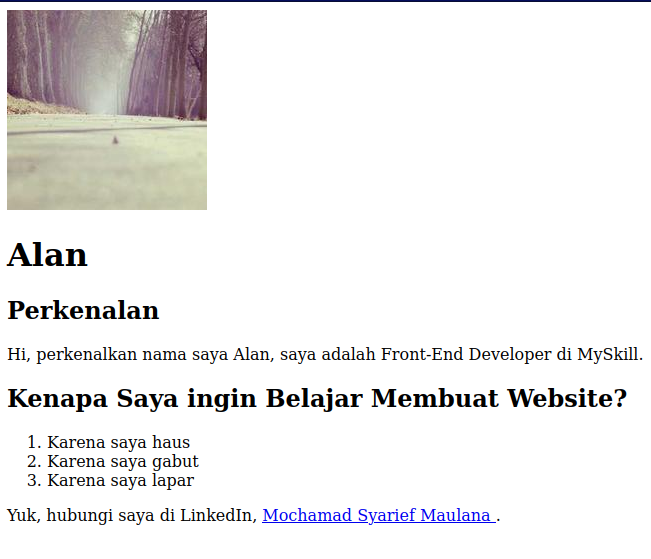 Alan
Perkenalan
Hi, perkenalkan nama saya Alan, saya adalah Front-End Developer di MySkill.
Kenapa Saya ingin Belajar Membuat Website?
1. Karena saya haus
2. Karena saya gabut
3. Karena saya lapar
Yuk, hubungi saya di LinkedIn, Mochamad Syarief Maulana .